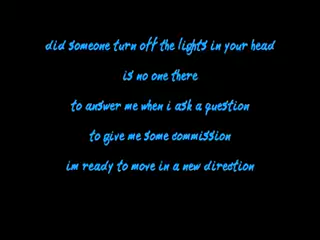 did someone turn off the lights in your head
is no one there
to answer me when i ask a question
to give me some commission
im ready to move in a new direction